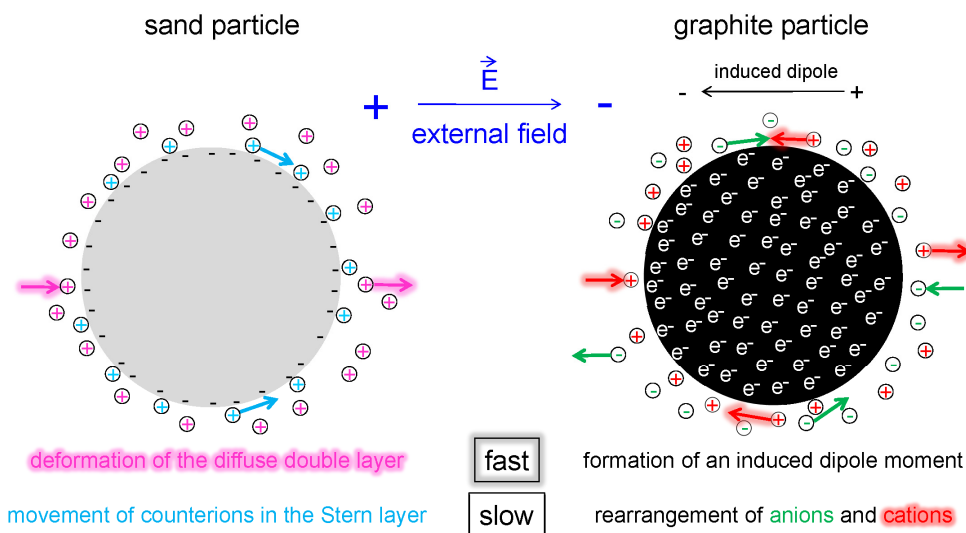 sand particle
graphite particle
+ E -
external field
induced dipole
- +
deformation of the diffuse double layer
fast
formation of an induced dipole moment
movement of counterions in the Stern layer
slow
rearrangement of anions and cations